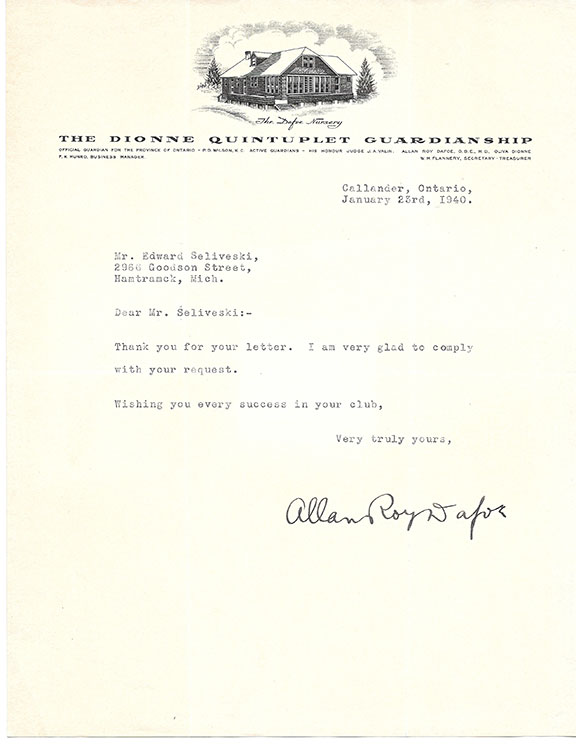 The Dafoe Nursery
THE DIONNE QUINTUPLET GUARDIANSHIP
OFFICIAL GUARDIAN FOR THE PROVINCE OF ONTARIO - P.D. WILSON, K.C. ACTIVE GUARDIANS - HIS HONOUR JUDGE J.A. VALIN. ALLAN ROY DAFOE, O.B.E., M.D. OLIVA DIONNE
P. K. MUNRO, BUSINESS MANAGER. W. H. FLANNERY, SECRETARY-TREASURER
Callander, Ontario,
January 23rd, 1940.
Mr. Edward Seliveski,
2986 Goodson Street,
Hamtramck, Mich.
Dear Mr. Seliveski:-
Thank you for your letter. I am very glad to comply
with your request.
Wishing you every success in your club,
Very truly yours,
Allan Roy Dafoe